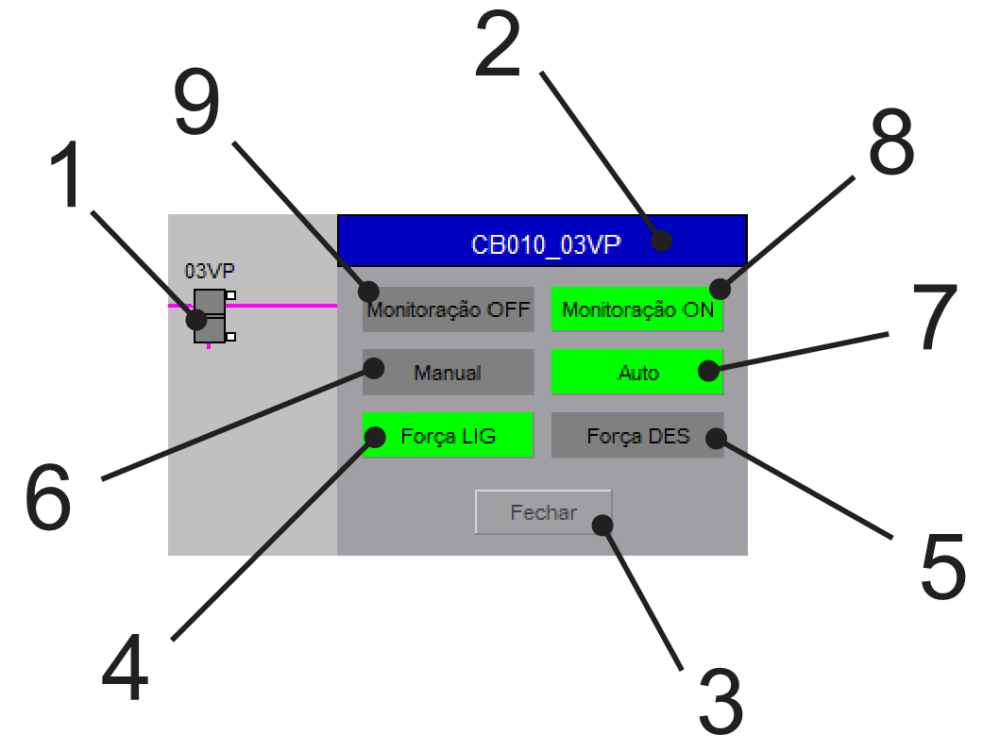 2
9
8
1
CB010_03VP
03VP
Monitoração OFF
Monitoração ON
7
Manual
Auto
Força LIG
Força DES
6
Fechar
5
4
3